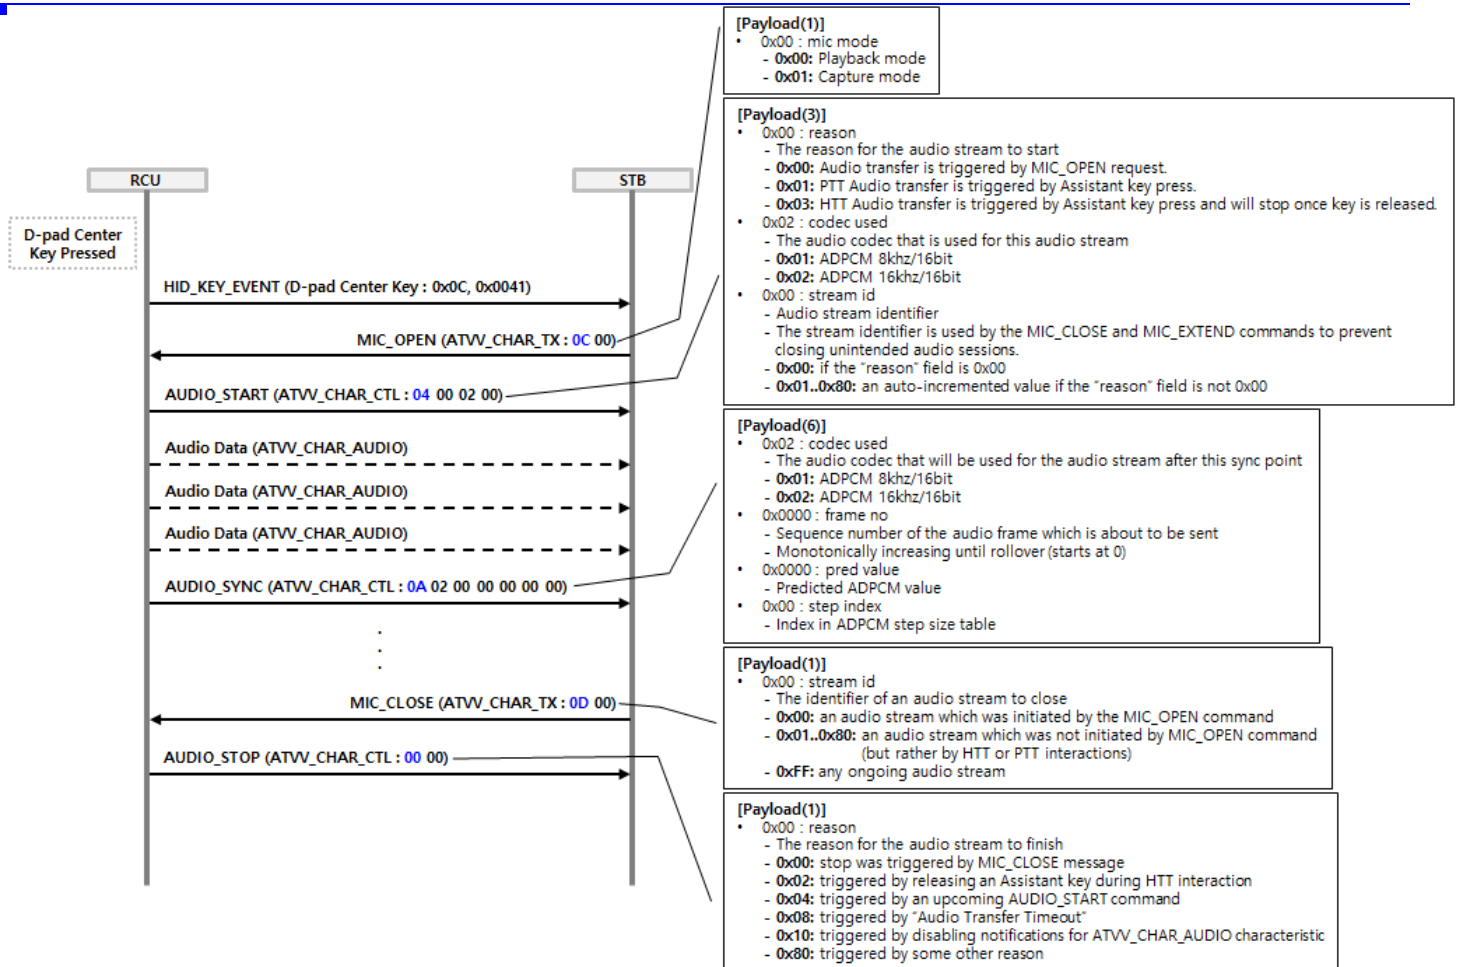 [Payload(1)]
• 0x00 : mic mode
- 0x00: Playback mode
- 0x01: Capture mode
[Payload(3)]
• 0x00 : reason
- The reason for the audio stream to start
- 0x00: Audio transfer is triggered by MIC_OPEN request.
- 0x01: PTT Audio transfer is triggered by Assistant key press.
- 0x03: HTT Audio transfer is triggered by Assistant key press and will stop once key is released.
• 0x02 : codec used
- The audio codec that is used for this audio stream
- 0x01: ADPCM 8khz/16bit
- 0x02: ADPCM 16khz/16bit
• 0x00 : stream id
- Audio stream identifier
- The stream identifier is used by the MIC_CLOSE and MIC_EXTEND commands to prevent
closing unintended audio sessions.
- 0x00: if the "reason" field is 0x00
- 0x01..0x80: an auto-incremented value if the "reason" field is not 0x00
RCU
STB
D-pad Center
Key Pressed
HID_KEY_EVENT (D-pad Center Key : 0x0C, 0x0041)
MIC_OPEN (ATVV_CHAR_TX : 0C 00)
AUDIO_START (ATVV_CHAR_CTL : 04 00 02 00)
Audio Data (ATVV_CHAR_AUDIO)
Audio Data (ATVV_CHAR_AUDIO)
Audio Data (ATVV_CHAR_AUDIO)
AUDIO_SYNC (ATVV_CHAR_CTL : 0A 02 00 00 00 00 00)
.
.
.
MIC_CLOSE (ATVV_CHAR_TX : 0D 00)
AUDIO_STOP (ATVV_CHAR_CTL : 00 00)
[Payload(6)]
• 0x02 : codec used
- The audio codec that will be used for the audio stream after this sync point
- 0x01: ADPCM 8khz/16bit
- 0x02: ADPCM 16khz/16bit
• 0x0000 : frame no
- Sequence number of the audio frame which is about to be sent
- Monotonically increasing until rollover (starts at 0)
• 0x0000 : pred value
- Predicted ADPCM value
• 0x00 : step index
- Index in ADPCM step size table
[Payload(1)]
• 0x00 : stream id
- The identifier of an audio stream to close
- 0x00: an audio stream which was initiated by the MIC_OPEN command
- 0x01..0x80: an audio stream which was not initiated by MIC_OPEN command
(but rather by HTT or PTT interactions)
- 0xFF: any ongoing audio stream
[Payload(1)]
• 0x00 : reason
- The reason for the audio stream to finish
- 0x00: stop was triggered by MIC_CLOSE message
- 0x02: triggered by releasing an Assistant key during HTT interaction
- 0x04: triggered by an upcoming AUDIO_START command
- 0x08: triggered by "Audio Transfer Timeout"
- 0x10: triggered by disabling notifications for ATVV_CHAR_AUDIO characteristic
- 0x80: triggered by some other reason